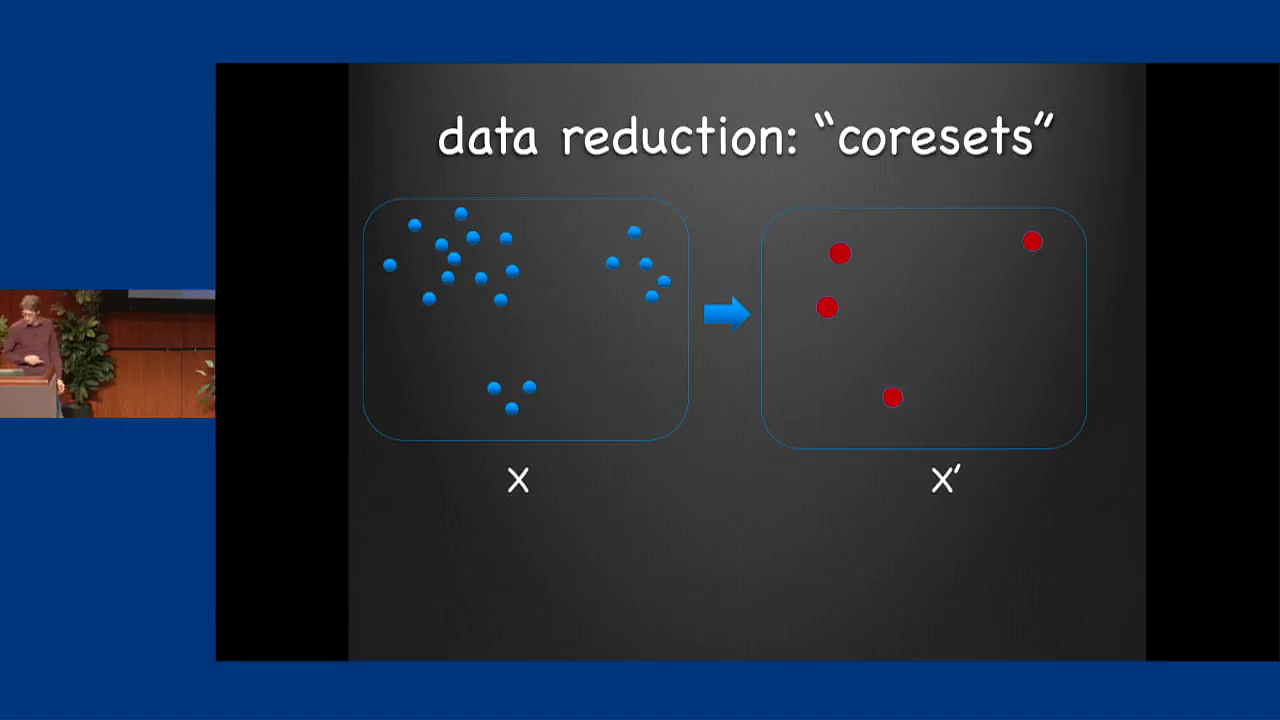 data reduction: “coresets”
X
X’